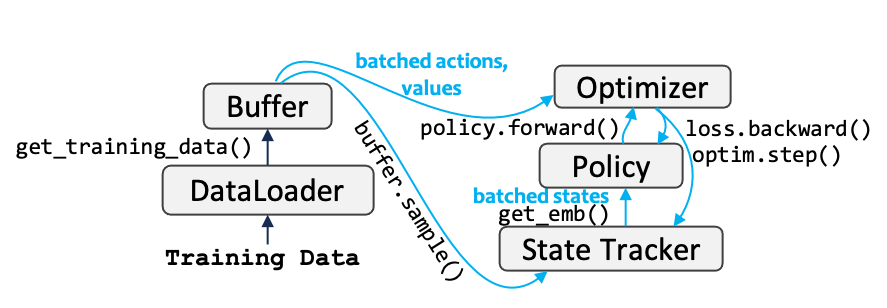 batched actions,
values
Optimizer
Buffer
policy.forward()
loss.backward()
optim.step()
get_training_data()
buffer.sample()
Policy
DataLoader
batched states
get_emb()
State Tracker
Training Data